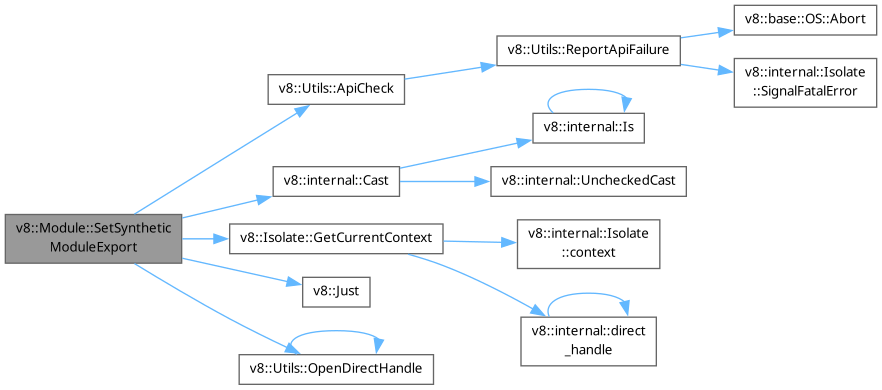 v8::Module::SetSynthetic
ModuleExport
v8::Utils::ApiCheck
v8::Utils::ReportApiFailure
v8::base::OS::Abort
v8::internal::Isolate
::SignalFatalError
v8::internal::Cast
v8::internal::Is
v8::internal::UncheckedCast
v8::Isolate::GetCurrentContext
v8::internal::Isolate
::context
v8::internal::direct
_handle
v8::Just
v8::Utils::OpenDirectHandle